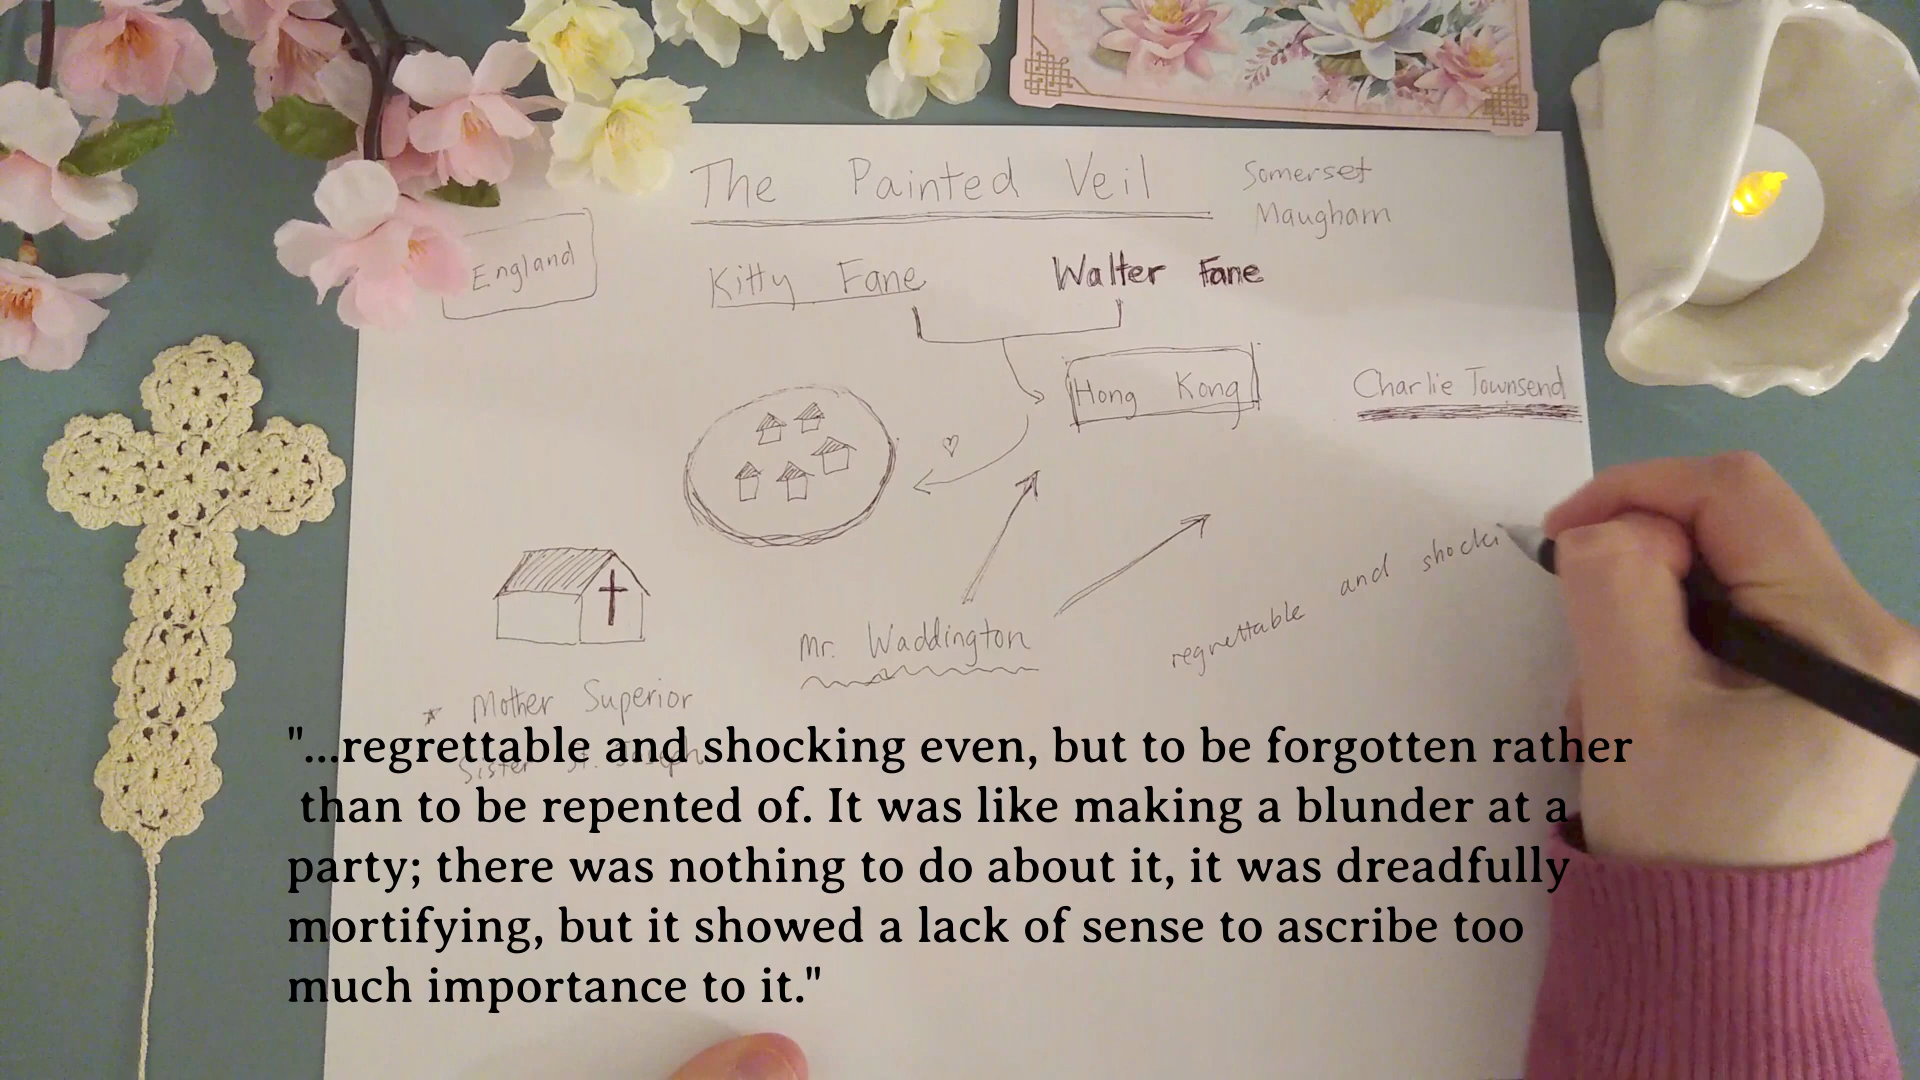 The Painted Veil
Somerset
Maugham
England
Kitty Fane
Walter Fane
Hong Kong
Charlie Townsend
regrettable and shocki
Mr. Waddington
Mother Superior
Sister St. Joseph
"...regrettable and shocking even, but to be forgotten rather
than to be repented of. It was like making a blunder at a
party; there was nothing to do about it, it was dreadfully
mortifying, but it showed a lack of sense to ascribe too
much importance to it."